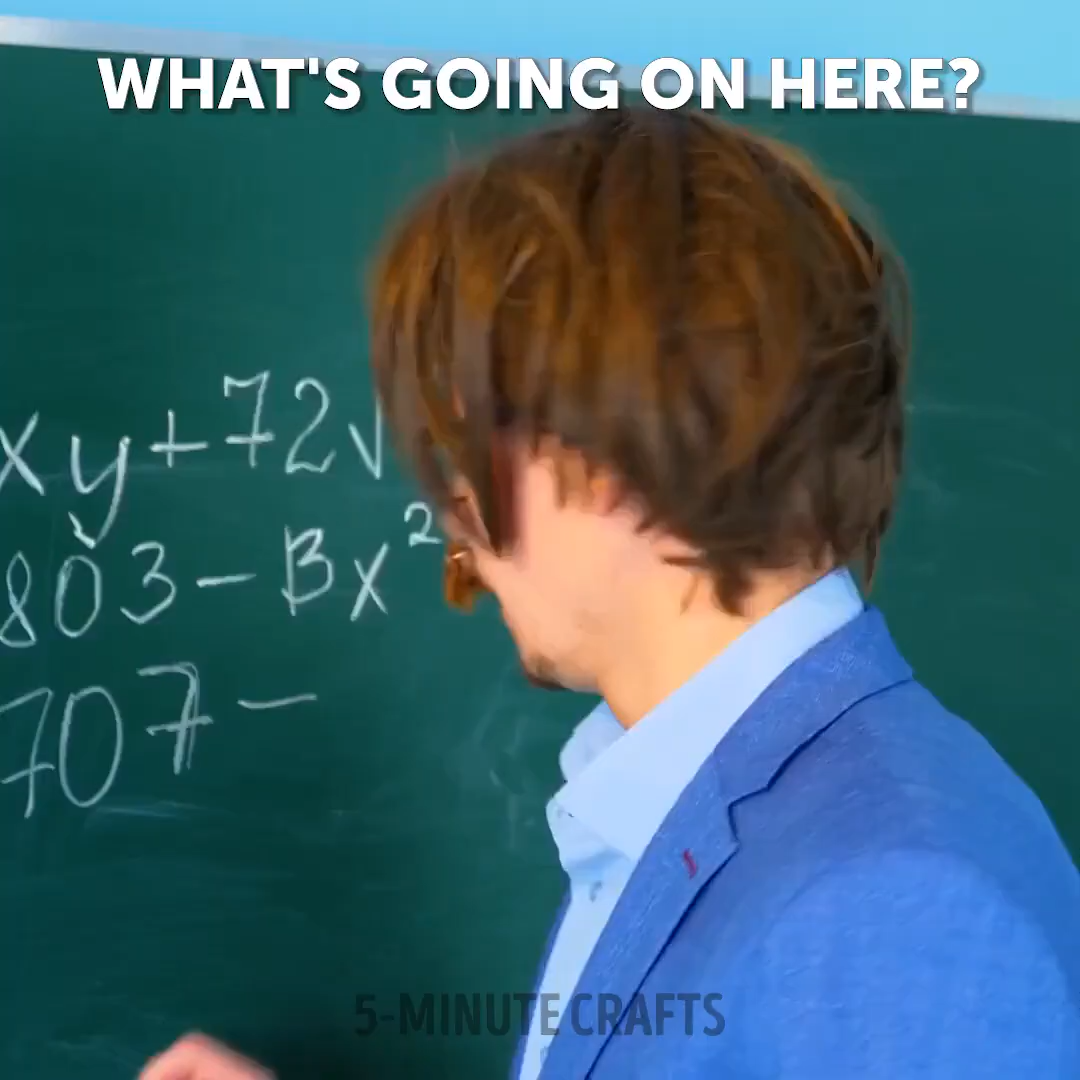 WHAT'S GOING ON HERE?
xy+72√
803-Bx²
707-
5-MINUTE CRAFTS